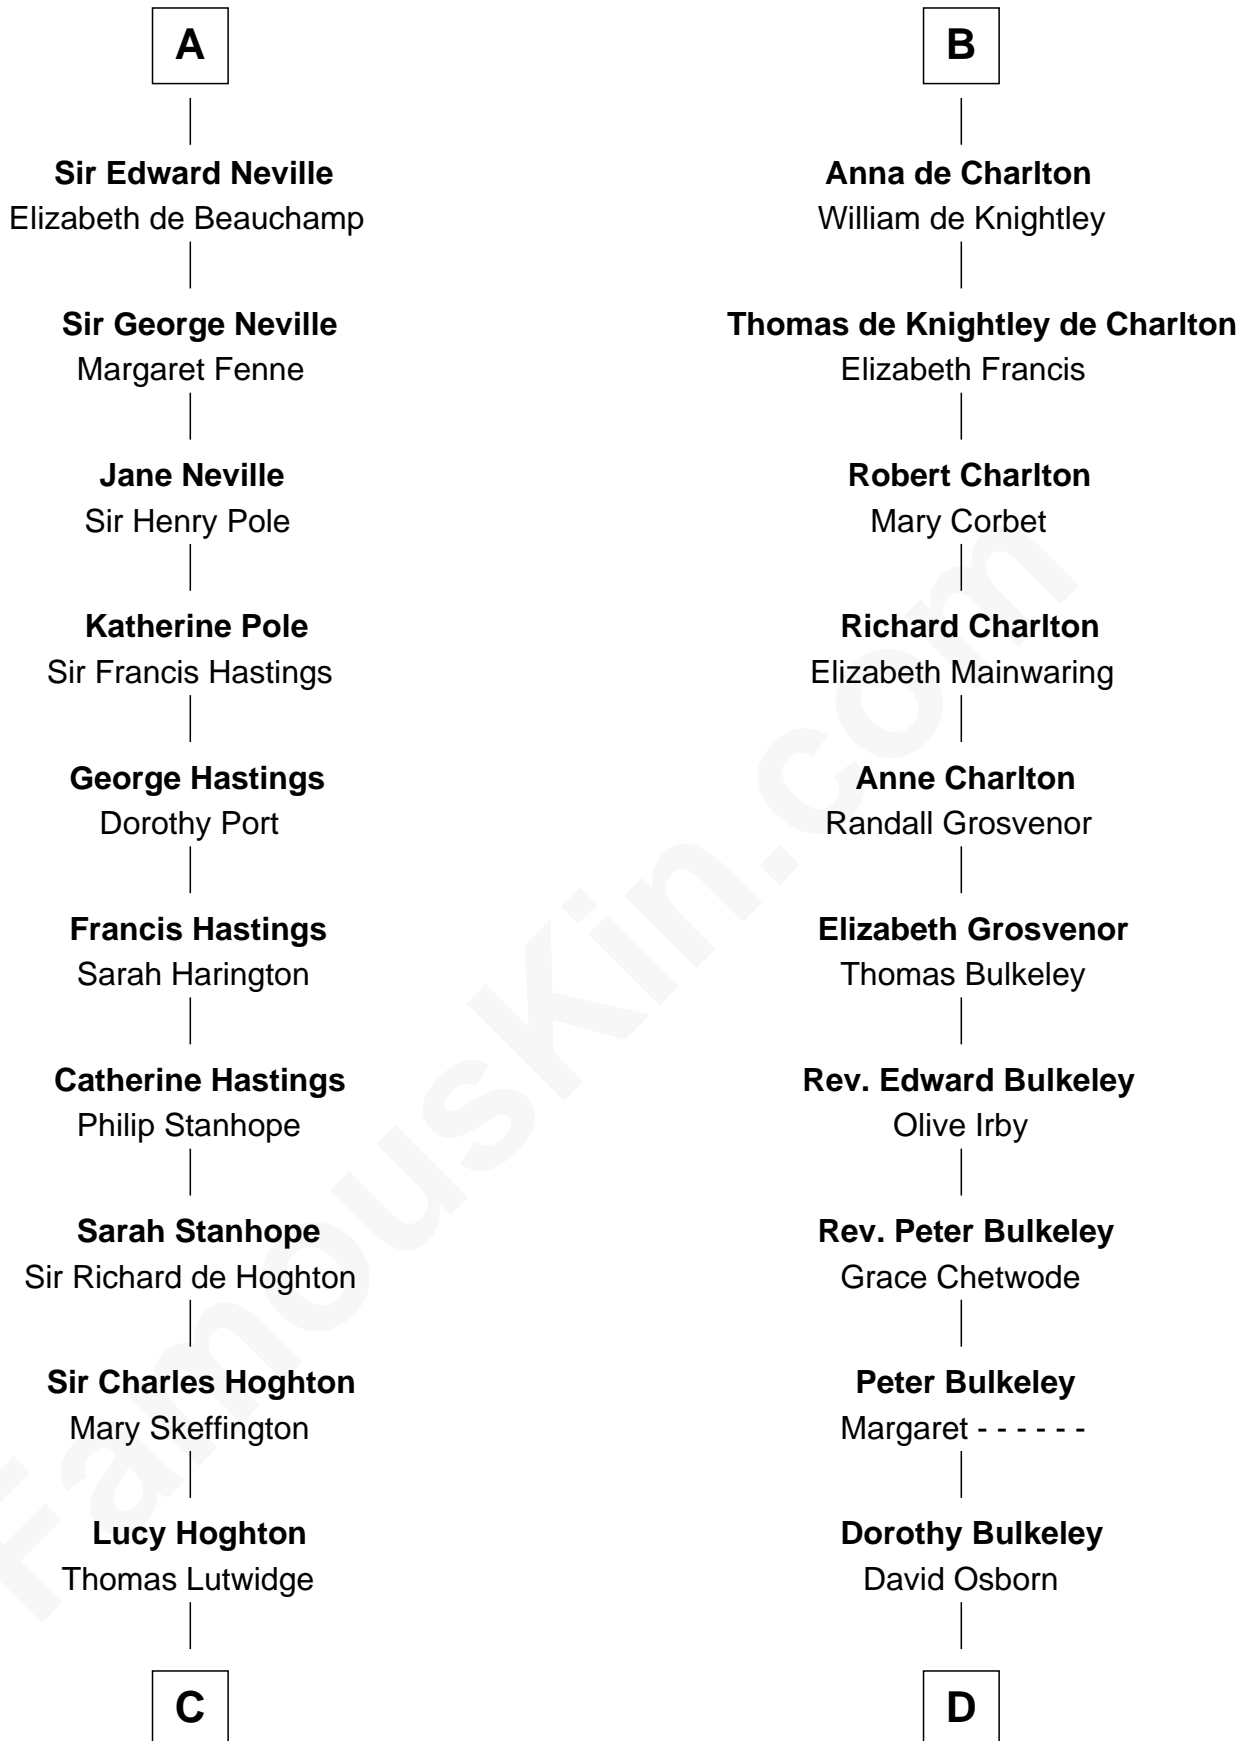 A
Sir Edward Neville
Elizabeth de Beauchamp
Sir George Neville
Margaret Fenne
Jane Neville
Sir Henry Pole
Katherine Pole
Sir Francis Hastings
George Hastings
Dorothy Port
Francis Hastings
Sarah Harington
Catherine Hastings
Philip Stanhope
Sarah Stanhope
Sir Richard de Hoghton
Sir Charles Hoghton
Mary Skeffington
Lucy Hoghton
Thomas Lutwidge
C
B
Anna de Charlton
William de Knightley
Thomas de Knightley de Charlton
Elizabeth Francis
Robert Charlton
Mary Corbet
Richard Charlton
Elizabeth Mainwaring
Anne Charlton
Randall Grosvenor
Elizabeth Grosvenor
Thomas Bulkeley
Rev. Edward Bulkeley
Olive Irby
Rev. Peter Bulkeley
Grace Chetwode
Peter Bulkeley
Margaret - - - - - -
Dorothy Bulkeley
David Osborn
D
FamousKin.com